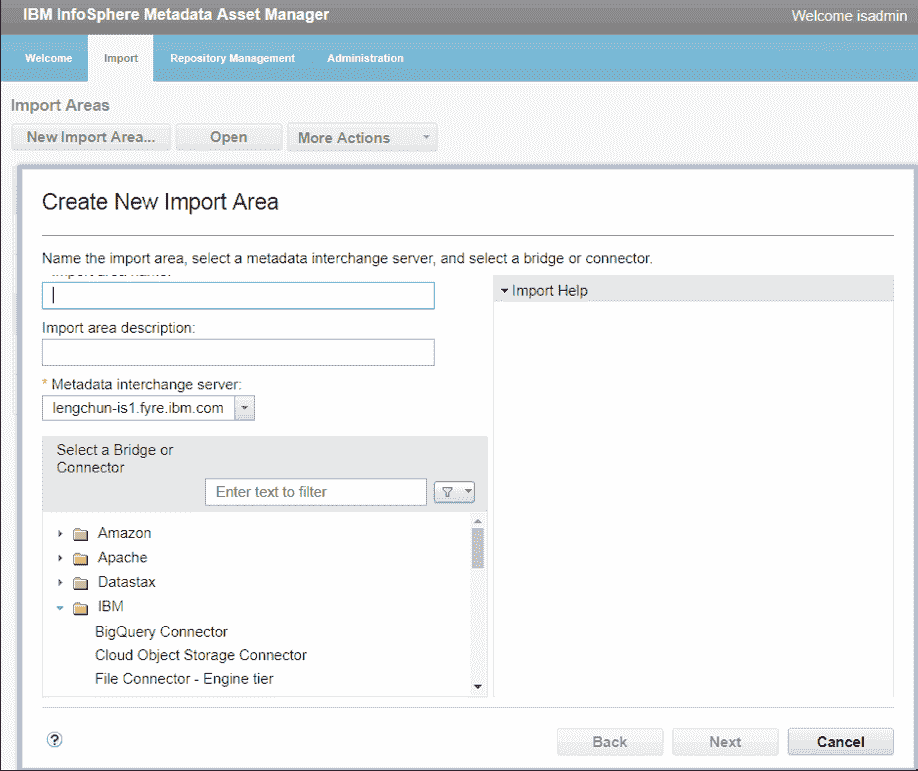 IBM InfoSphere Metadata Asset Manager
Welcome isadmin
Welcome
Import
Repository Management
Administration
Import Areas
New Import Area...
Open
More Actions
Create New Import Area
Name the import area, select a metadata interchange server, and select a bridge or connector.
Import area name:
Import Help
Import area description:
* Metadata interchange server:
lengchun-is1.fyre.ibm.com
Select a Bridge or
Connector
Enter text to filter
Amazon
Apache
Datastax
IBM
BigQuery Connector
Cloud Object Storage Connector
File Connector - Engine tier
?
Back
Next
Cancel